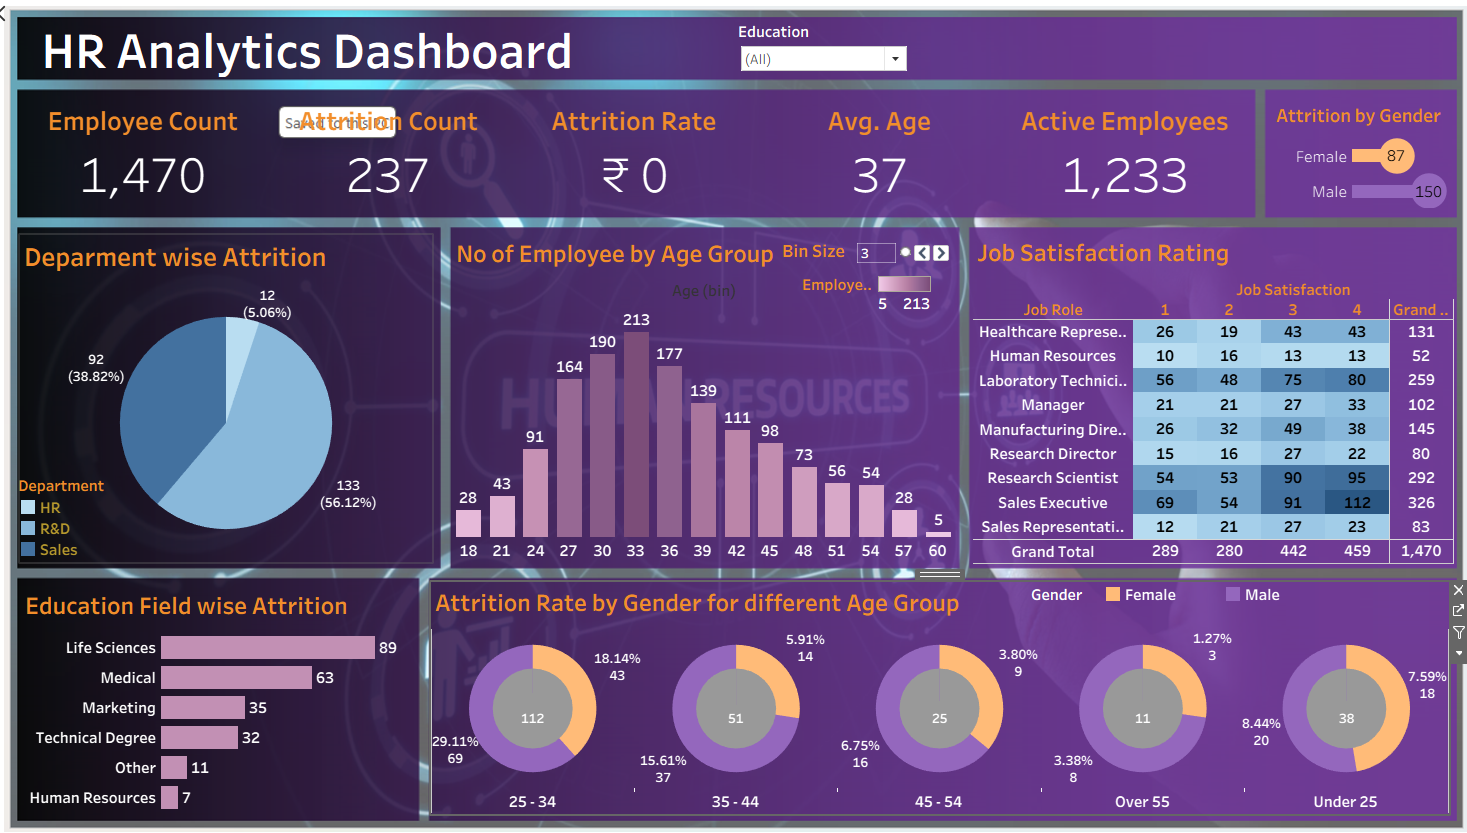 HR Analytics Dashboard
Education
(All)
Employee Count
1,470
Attrition Count
237
Attrition Rate
₹ 0
Avg. Age
37
Active Employees
1,233
Saved to this PC
Attrition by Gender
Female 87
Male 150
Deparment wise Attrition
12
(5.06%)
92
(38.82%)
133
(56.12%)
Department
HR
R&D
Sales
No of Employee by Age Group
Bin Size 3
Employe..
5 213
Age (bin)
28 43 91 164 190 213 177 139 111 98 73 56 54 28 5
18 21 24 27 30 33 36 39 42 45 48 51 54 57 60
HUMAN RESOURCES
Job Satisfaction Rating
Job Satisfaction
Job Role 1 2 3 4 Grand ..
Healthcare Represe.. 26 19 43 43 131
Human Resources 10 16 13 13 52
Laboratory Technici.. 56 48 75 80 259
Manager 21 21 27 33 102
Manufacturing Dire.. 26 32 49 38 145
Research Director 15 16 27 22 80
Research Scientist 54 53 90 95 292
Sales Executive 69 54 91 112 326
Sales Representati.. 12 21 27 23 83
Grand Total 289 280 442 459 1,470
Education Field wise Attrition
Life Sciences 89
Medical 63
Marketing 35
Technical Degree 32
Other 11
Human Resources 7
Attrition Rate by Gender for different Age Group
Gender Female Male
18.14%
43
112
29.11%
69
25 - 34
5.91%
14
51
15.61%
37
35 - 44
3.80%
9
25
6.75%
16
45 - 54
1.27%
3
11
3.38%
8
Over 55
7.59%
18
38
8.44%
20
Under 25